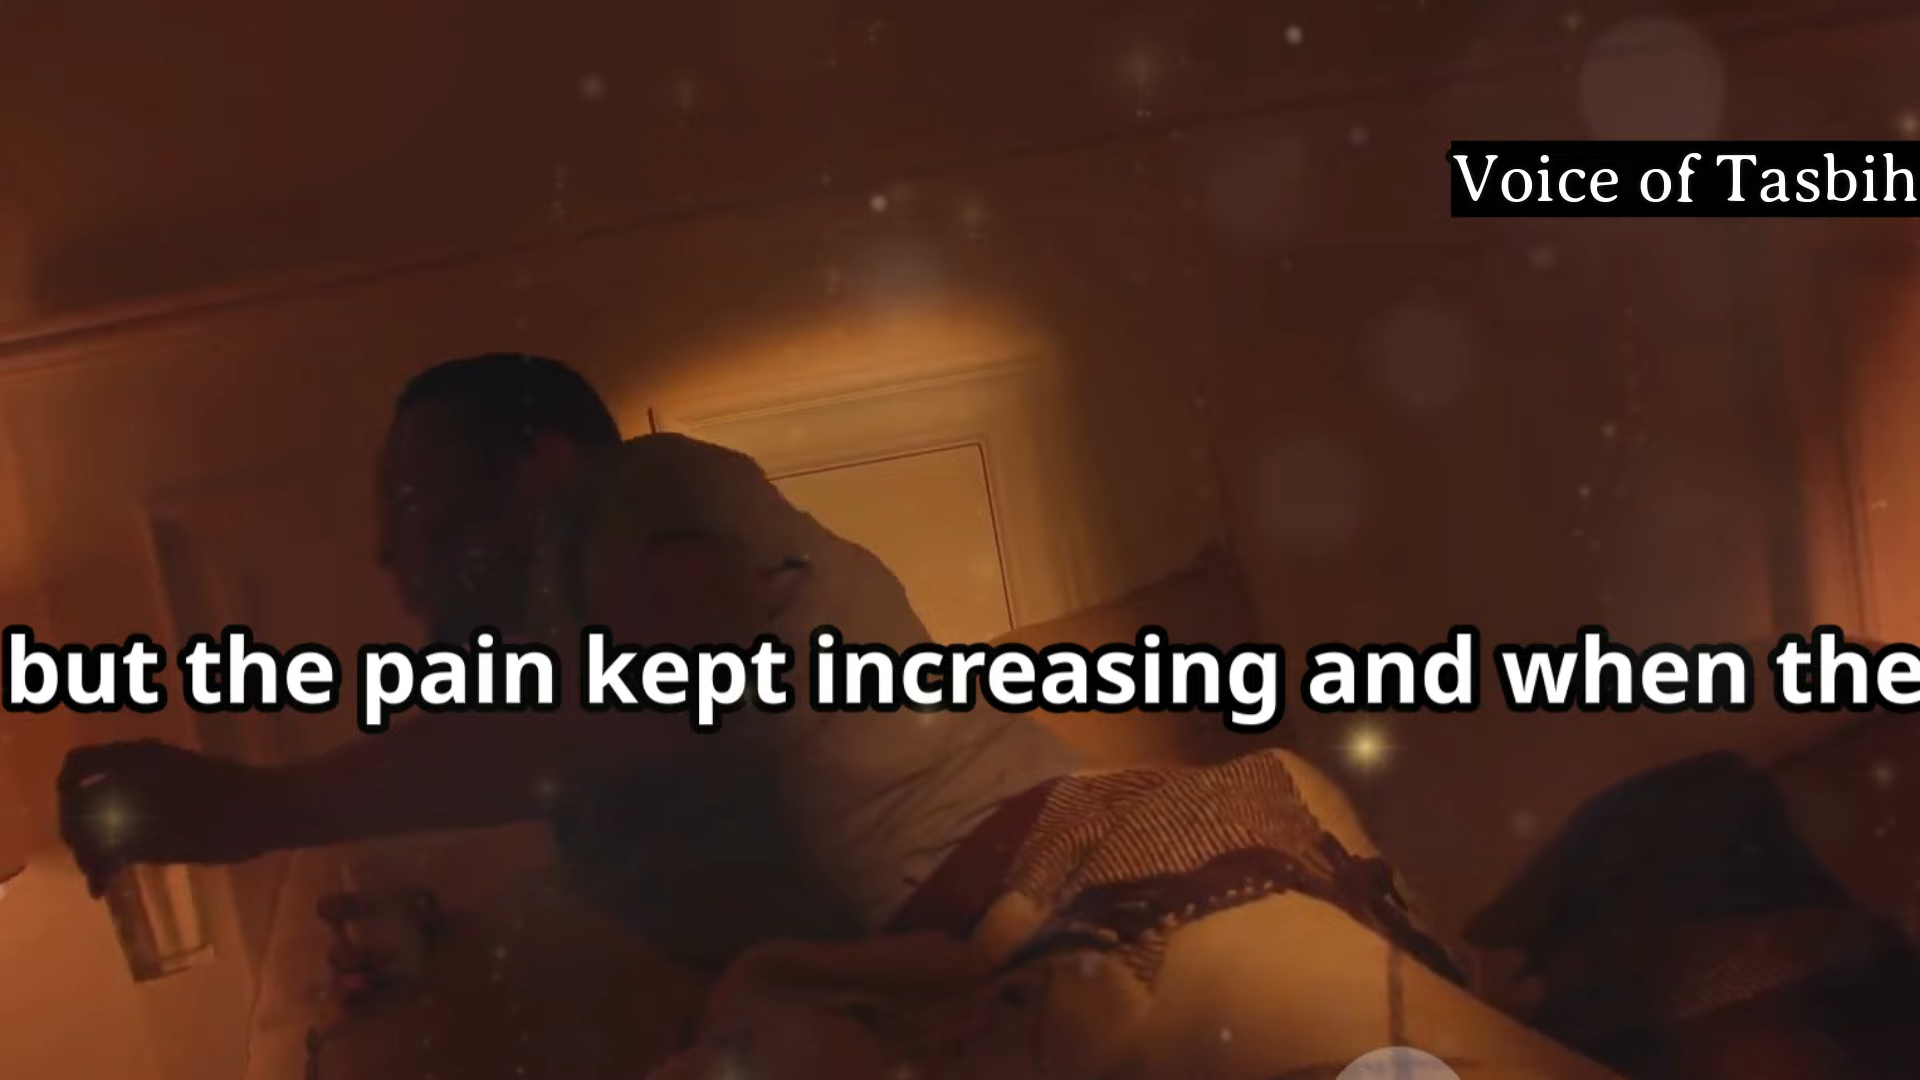 Voice of Tasbih
but the pain kept increasing and when the